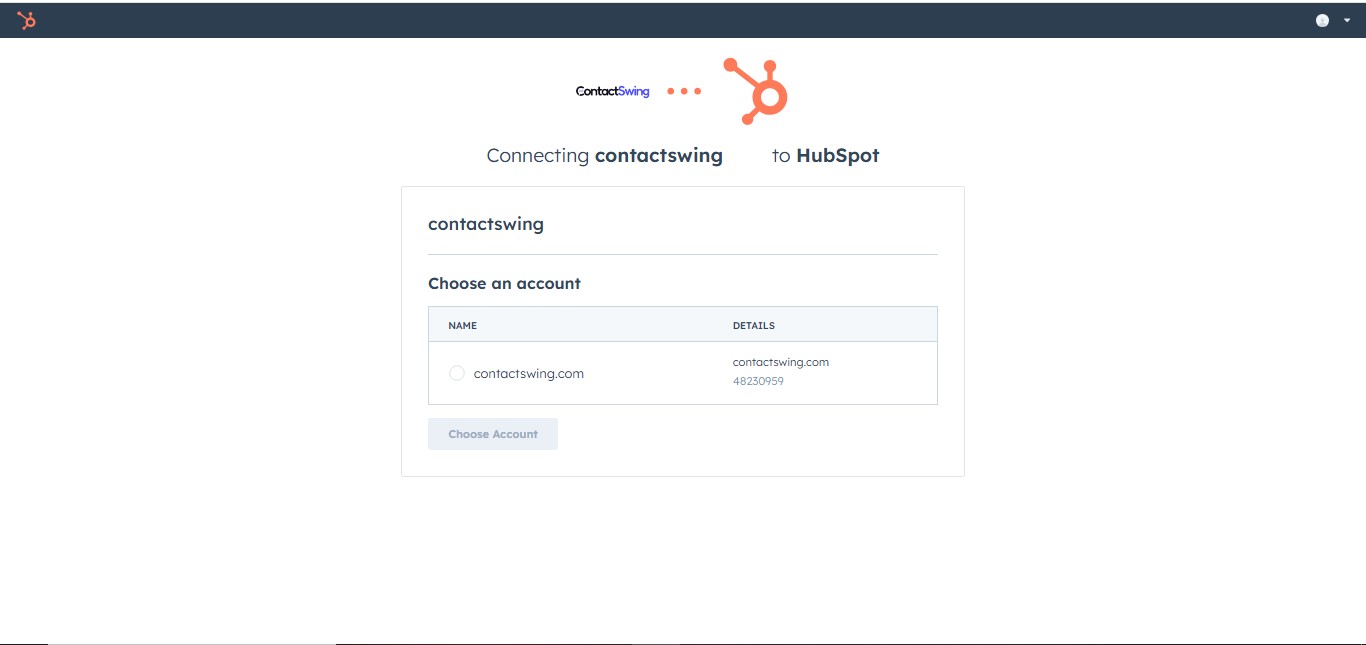 ContactSwing
Connecting contactswing to HubSpot
contactswing
Choose an account
NAME DETAILS
contactswing.com
contactswing.com
48230959
Choose Account